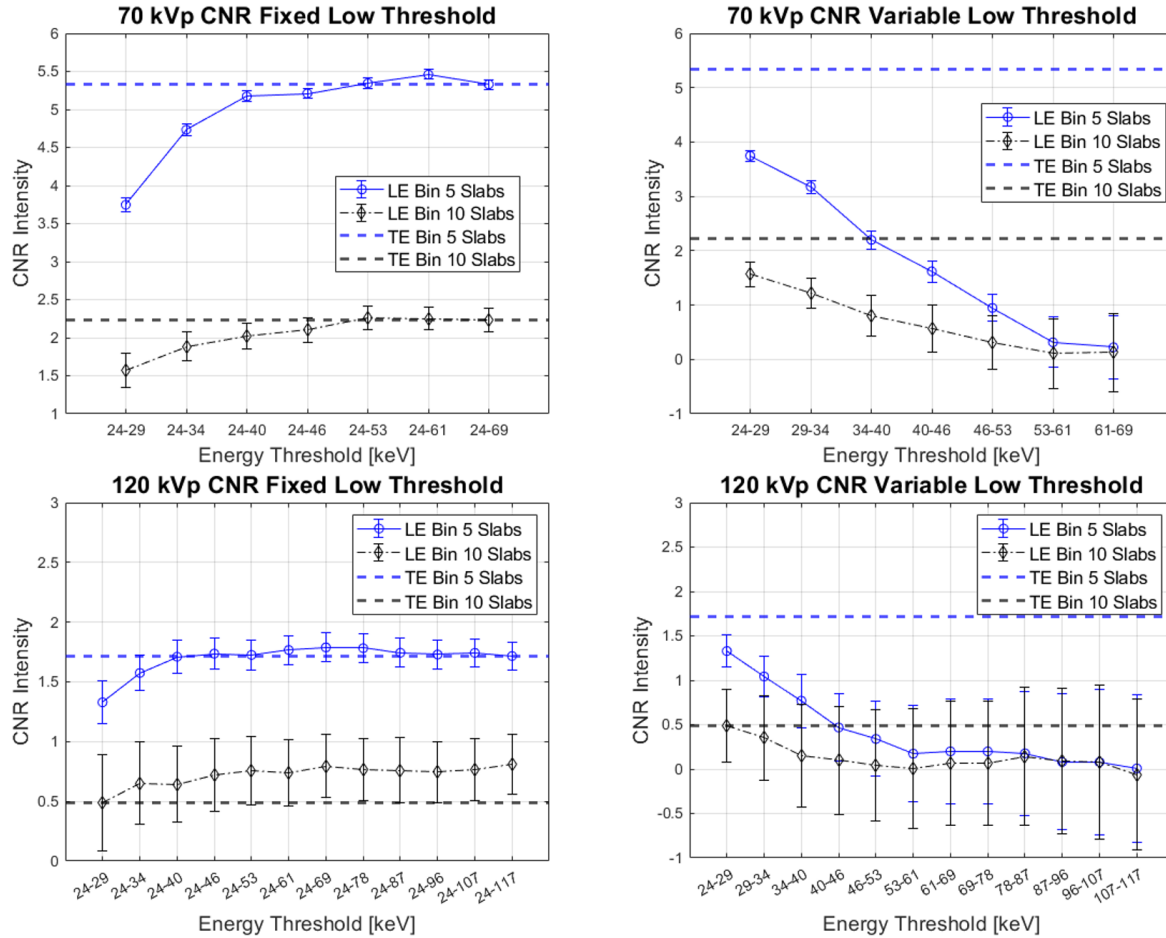 70 kVp CNR Fixed Low Threshold
6
5.5
5
4.5
4
3.5
3
2.5
2
1.5
1
CNR Intensity
LE Bin 5 Slabs
LE Bin 10 Slabs
TE Bin 5 Slabs
TE Bin 10 Slabs
24-29
24-34
24-40
24-46
24-53
24-61
24-69
Energy Threshold [keV]
70 kVp CNR Variable Low Threshold
6
5
4
3
2
1
0
-1
CNR Intensity
LE Bin 5 Slabs
LE Bin 10 Slabs
TE Bin 5 Slabs
TE Bin 10 Slabs
24-29
29-34
34-40
40-46
46-53
53-61
61-69
Energy Threshold [keV]
120 kVp CNR Fixed Low Threshold
3
2.5
2
1.5
1
0.5
0
CNR Intensity
LE Bin 5 Slabs
LE Bin 10 Slabs
TE Bin 5 Slabs
TE Bin 10 Slabs
24-29
24-34
24-40
24-46
24-53
24-61
24-69
24-78
24-87
24-96
24-107
24-117
Energy Threshold [keV]
120 kVp CNR Variable Low Threshold
3
2.5
2
1.5
1
0.5
0
-0.5
-1
CNR Intensity
LE Bin 5 Slabs
LE Bin 10 Slabs
TE Bin 5 Slabs
TE Bin 10 Slabs
24-29
29-34
34-40
40-46
46-53
53-61
61-69
69-78
78-87
87-96
96-107
107-117
Energy Threshold [keV]